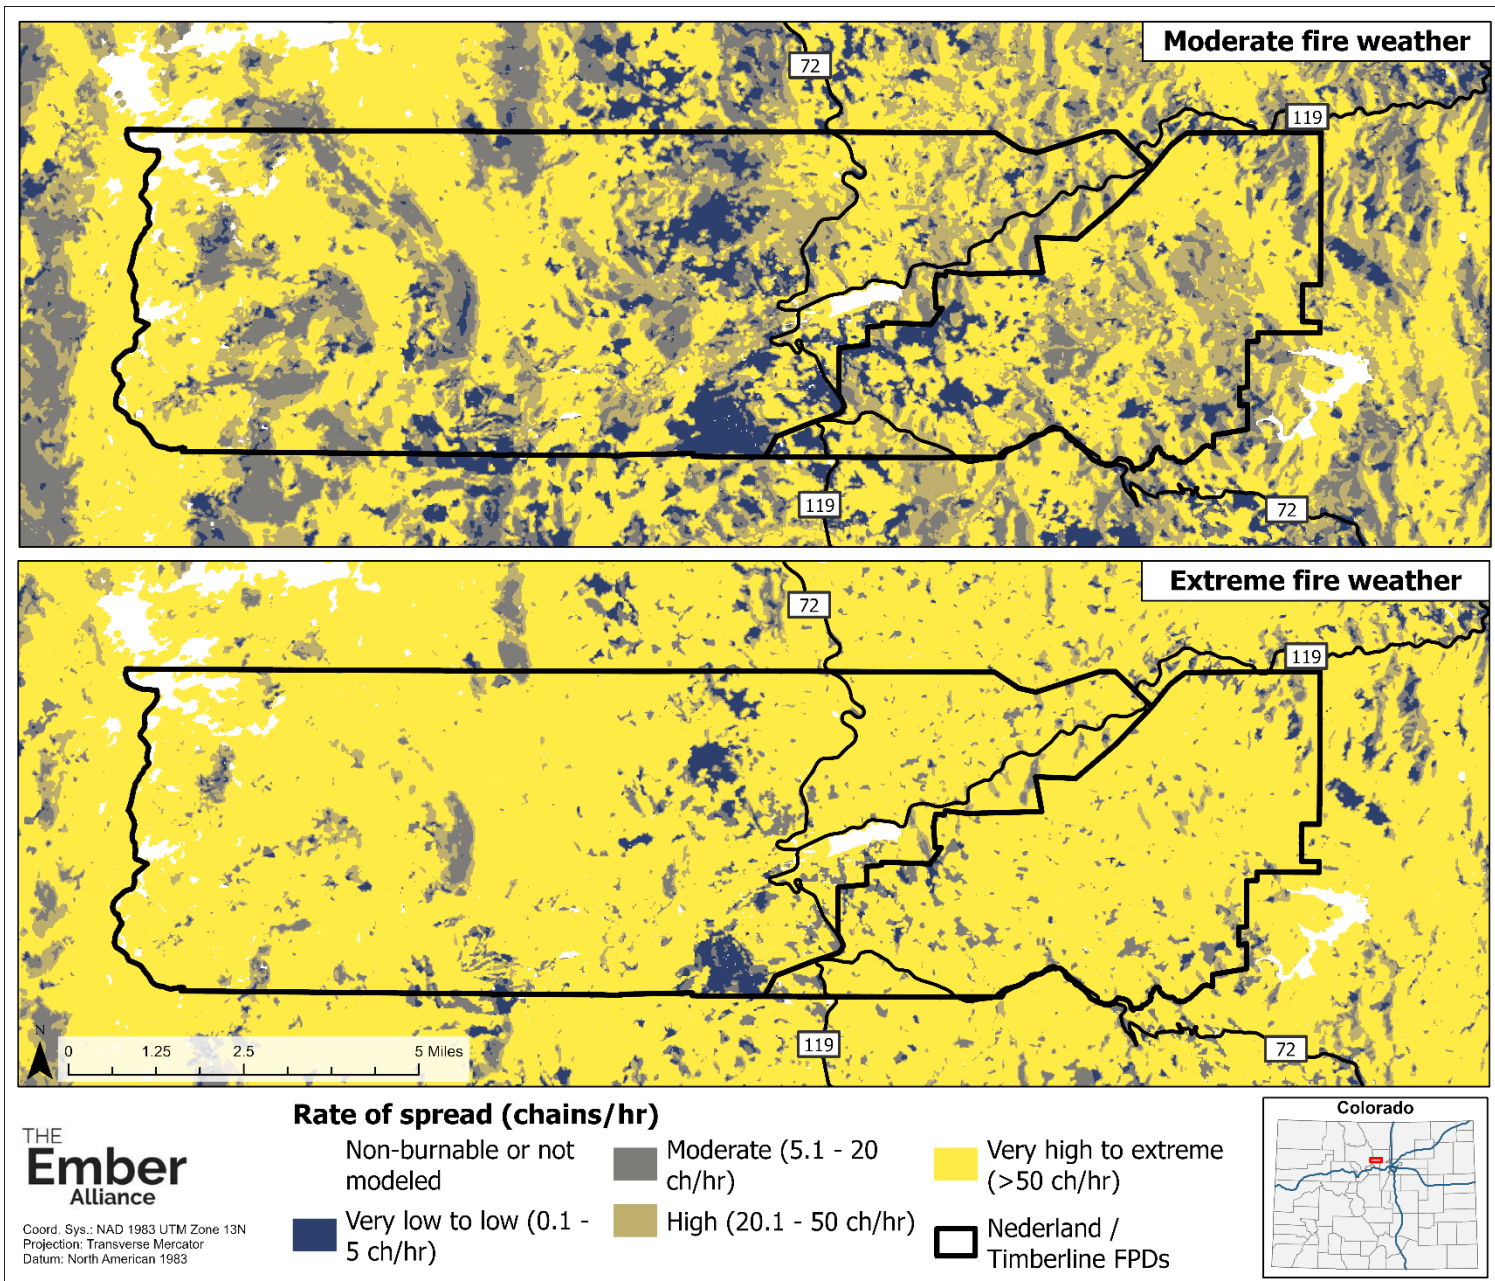 Moderate fire weather
72
119
119
72
Extreme fire weather
72
119
119
72
N
0 1.25 2.5 5 Miles
Rate of spread (chains/hr)
Non-burnable or not
modeled
Very low to low (0.1 -
5 ch/hr)
Moderate (5.1 - 20
ch/hr)
High (20.1 - 50 ch/hr)
Very high to extreme
(>50 ch/hr)
Nederland /
Timberline FPDs
THE
Ember
Alliance
Coord. Sys.: NAD 1983 UTM Zone 13N
Projection: Transverse Mercator
Datum: North American 1983
Colorado